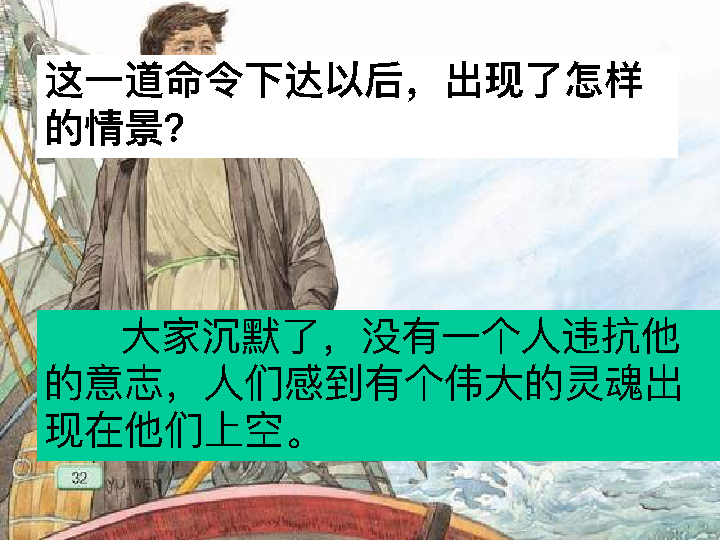 这一道命令下达以后，出现了怎样
的情景？
大家沉默了，没有一个人违抗他
的意志，人们感到有个伟大的灵魂出
现在他们上空。
32
YU WEN